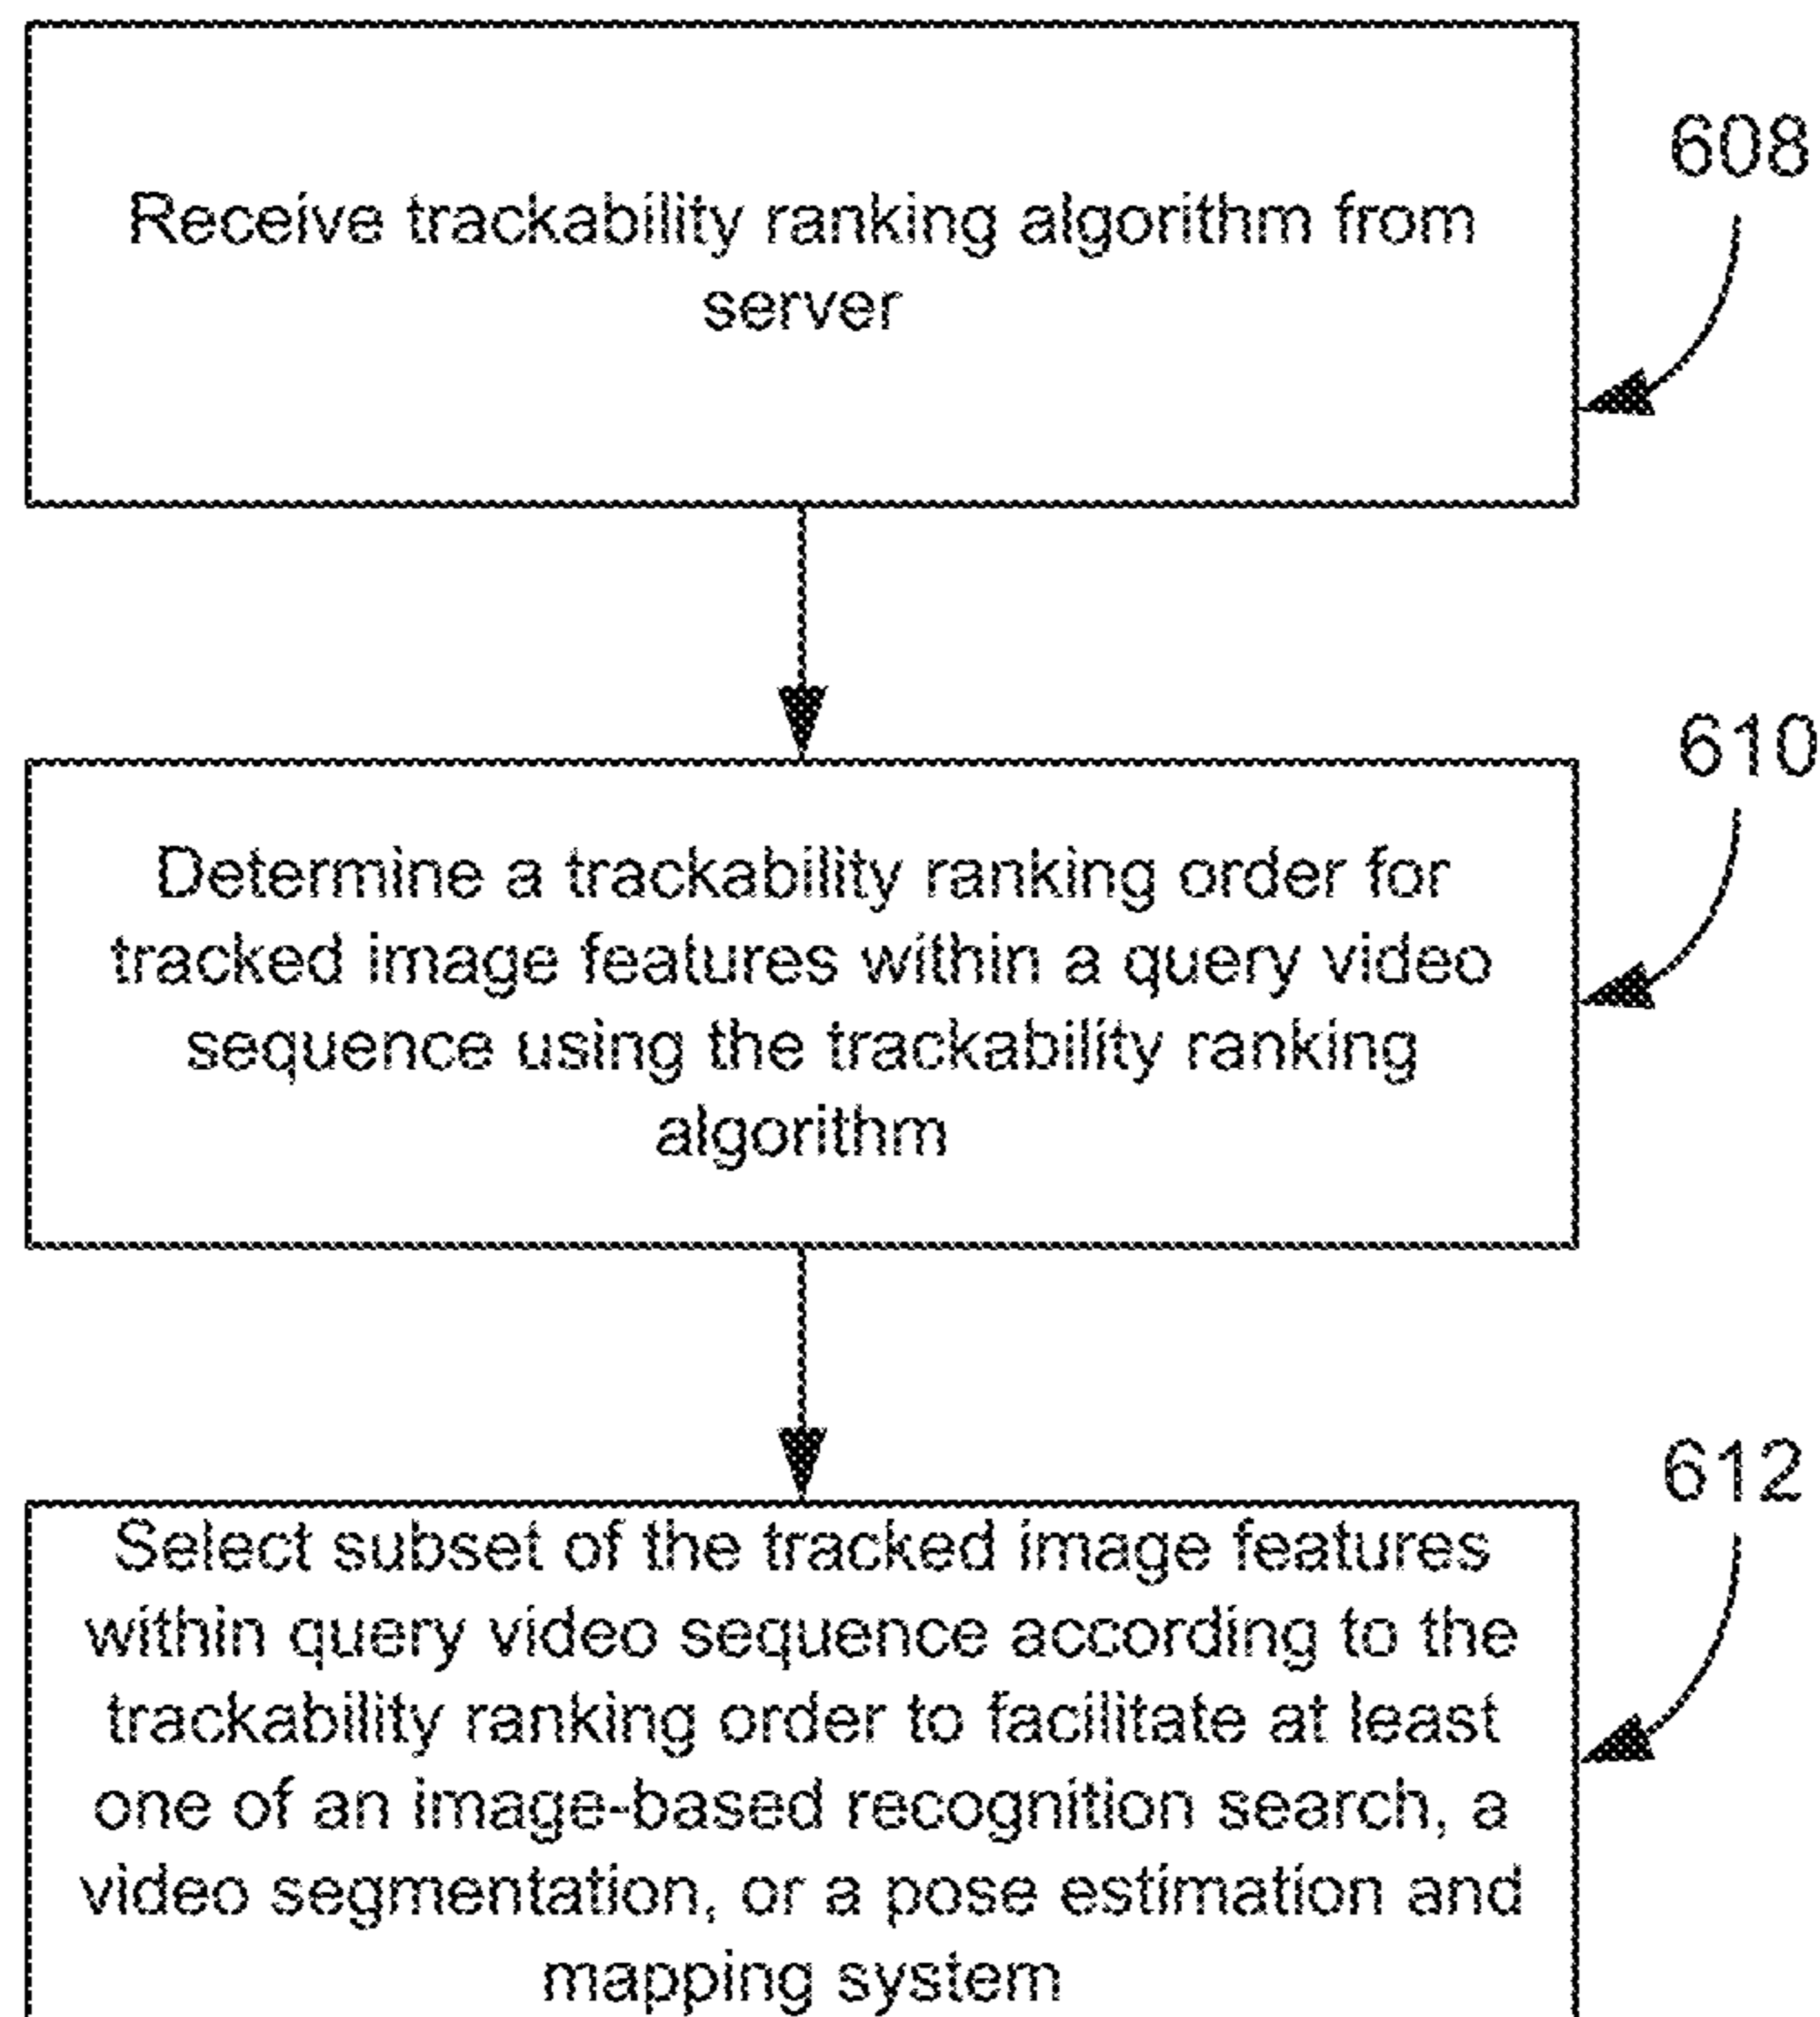 608
Receive trackability ranking algorithm from
server
610
Determine a trackability ranking order for
tracked image features within a query video
sequence using the trackability ranking
algorithm
612
Select subset of the tracked image features
within query video sequence according to the
trackability ranking order to facilitate at least
one of an image-based recognition search, a
video segmentation, or a pose estimation and
mapping system